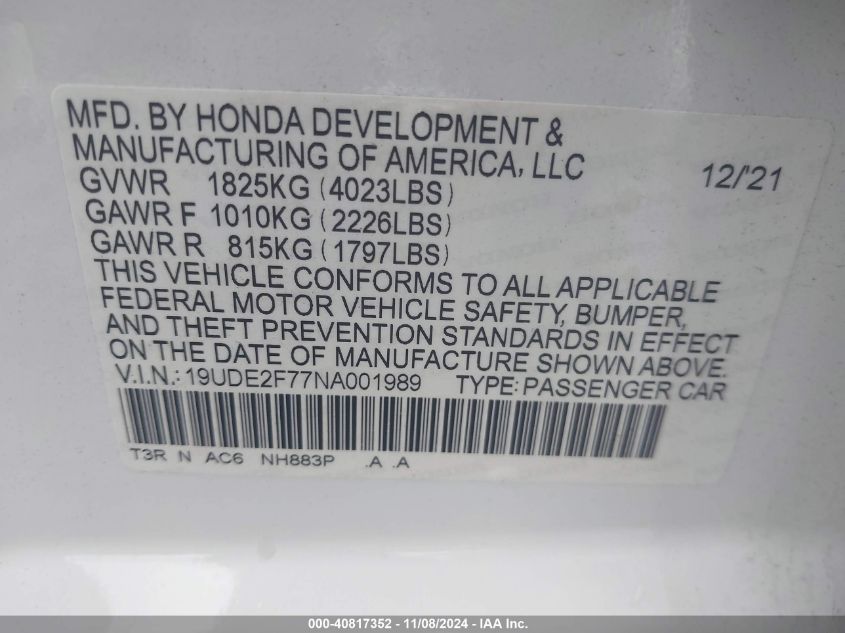 MFD. BY HONDA DEVELOPMENT &
MANUFACTURING OF AMERICA, LLC 12/'21
GVWR 1825KG (4023LBS)
GAWR F 1010KG (2226LBS)
GAWR R 815KG (1797LBS)
THIS VEHICLE CONFORMS TO ALL APPLICABLE
FEDERAL MOTOR VEHICLE SAFETY, BUMPER,
AND THEFT PREVENTION STANDARDS IN EFFECT
ON THE DATE OF MANUFACTURE SHOWN ABOVE.
V.I.N.: 19UDE2F77NA001989 TYPE: PASSENGER CAR
T3R N AC6 NH883P .A .A
000-40817352 - 11/08/2024 - IAA Inc.